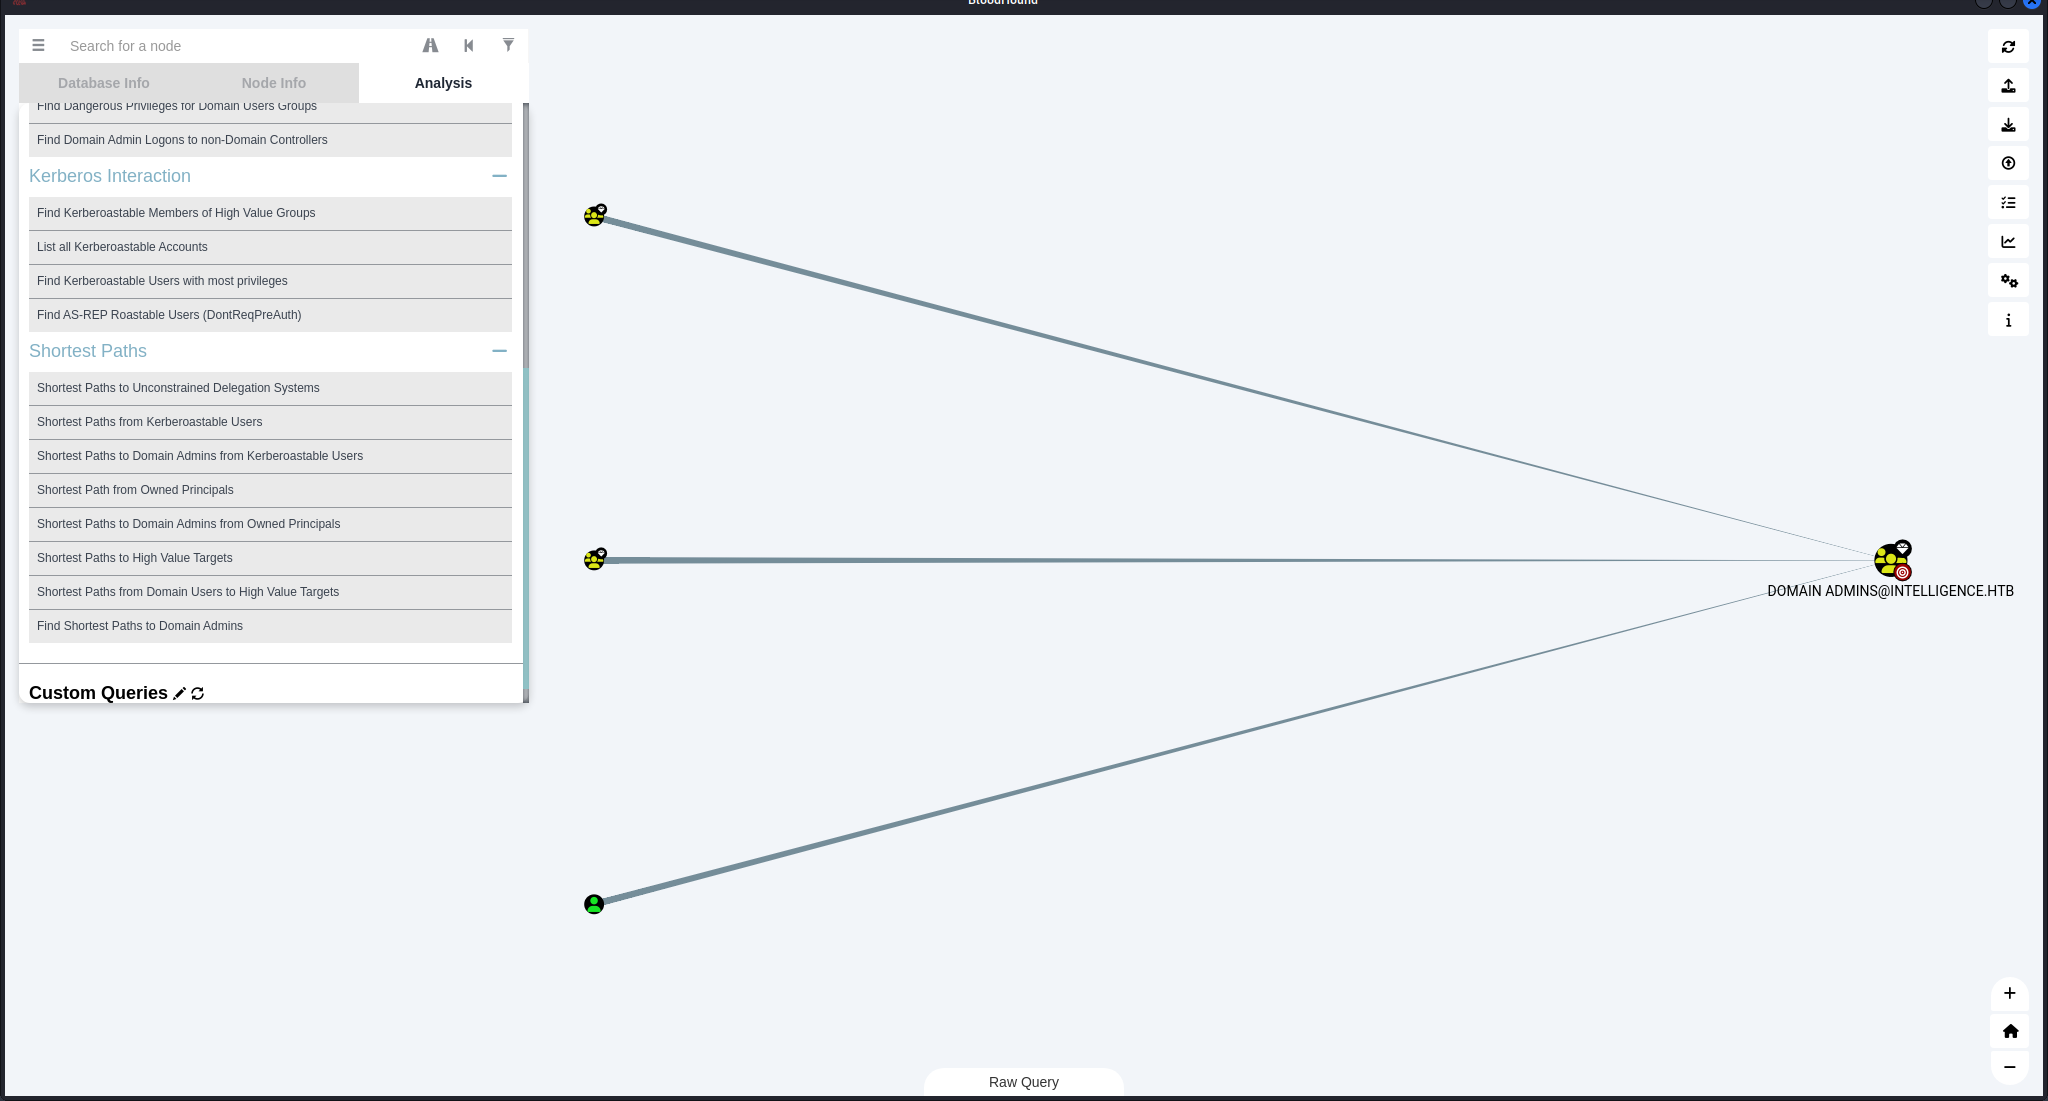 BloodHound
Search for a node
Database Info
Node Info
Analysis
Find Dangerous Privileges for Domain Users Groups
Find Domain Admin Logons to non-Domain Controllers
Kerberos Interaction
Find Kerberoastable Members of High Value Groups
List all Kerberoastable Accounts
Find Kerberoastable Users with most privileges
Find AS-REP Roastable Users (DontReqPreAuth)
Shortest Paths
Shortest Paths to Unconstrained Delegation Systems
Shortest Paths from Kerberoastable Users
Shortest Paths to Domain Admins from Kerberoastable Users
Shortest Path from Owned Principals
Shortest Paths to Domain Admins from Owned Principals
Shortest Paths to High Value Targets
Shortest Paths from Domain Users to High Value Targets
Find Shortest Paths to Domain Admins
Custom Queries
DOMAIN ADMINS@INTELLIGENCE.HTB
Raw Query